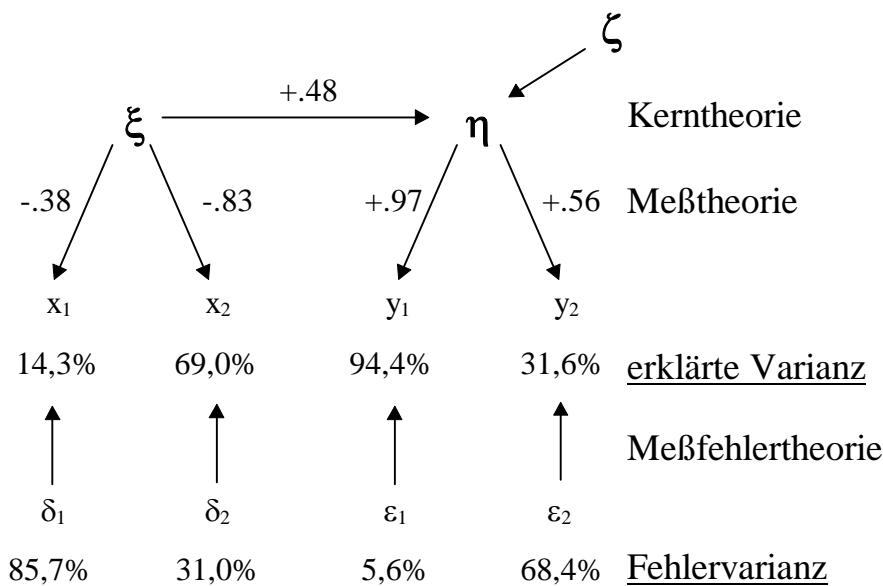 ζ
+.48
ξ η Kerntheorie
-.38 -.83 +.97 +.56 Meßtheorie
x₁ x₂ y₁ y₂
14,3% 69,0% 94,4% 31,6% erklärte Varianz
Meßfehlertheorie
δ₁ δ₂ ε₁ ε₂
85,7% 31,0% 5,6% 68,4% Fehlervarianz